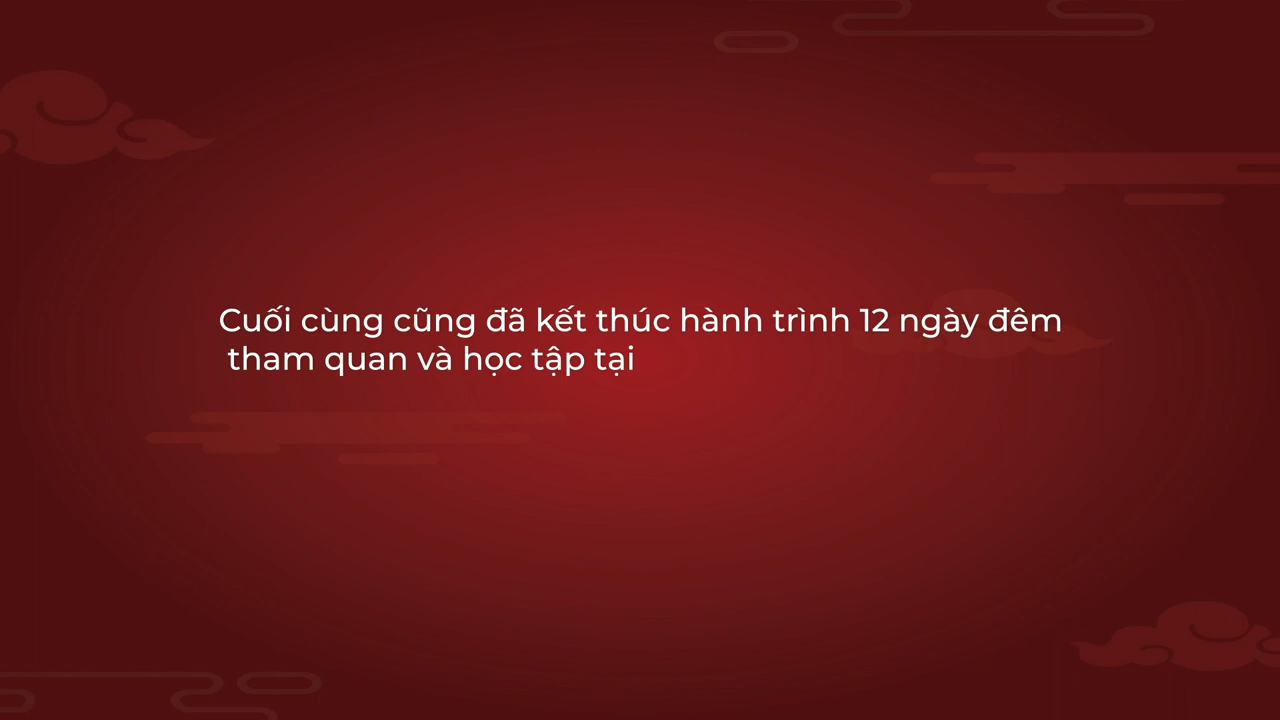 Cuối cùng cũng đã kết thúc hành trình 12 ngày đêm
tham quan và học tập tại